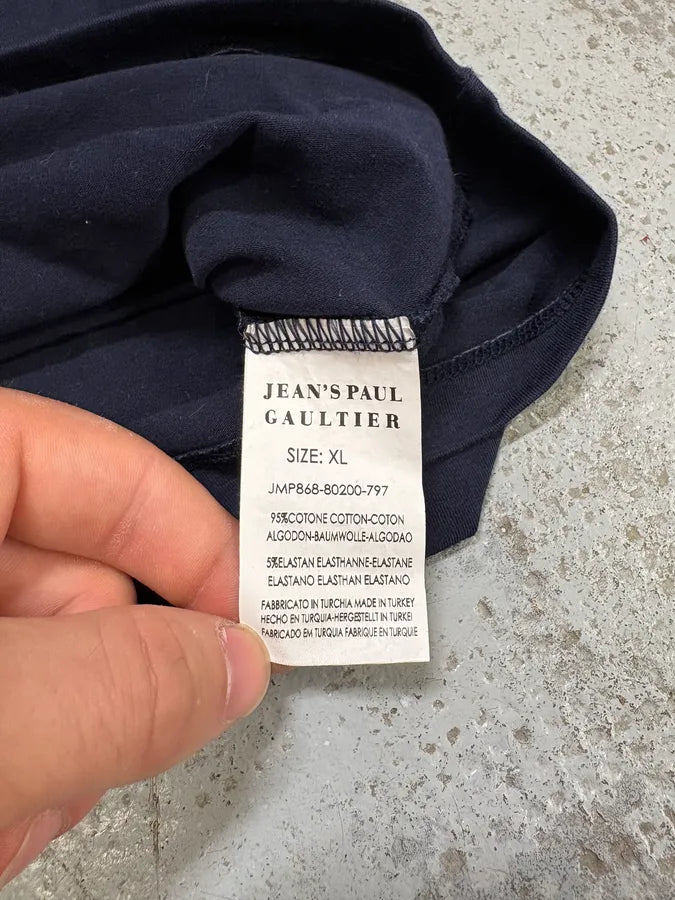 JEAN'S PAUL
GAULTIER
SIZE: XL
JMP868-80200-797
95%COTONE COTTON-COTON
ALGODON-BAUMWOLLE-ALGODAO
5%ELASTAN ELASTHANNE-ELASTANE
ELASTANO ELASTHAN ELASTANO
FABBRICATO IN TURCHIA MADE IN TURKEY
HECHO EN TURQUIA-HERGESTELLT IN TURKEI
FABRICADO EM TURQUIA FABRIQUE EN TURQUIE